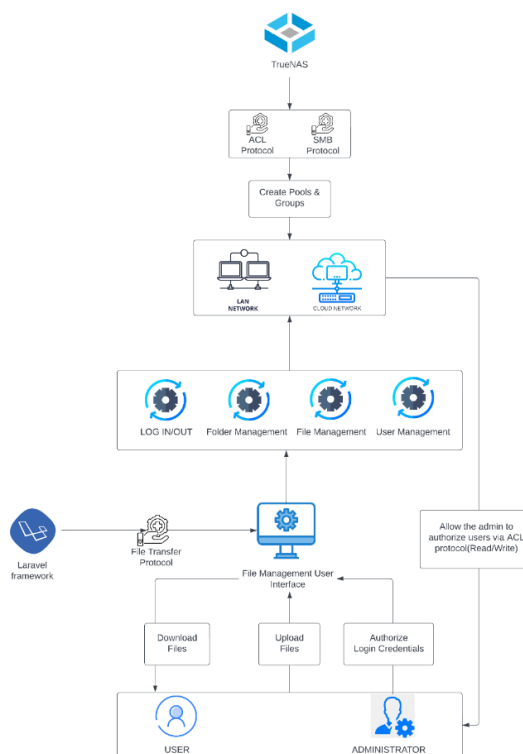 TrueNAS
ACL
Protocol
SMB
Protocol
Create Pools &
Groups
LAN
NETWORK
CLOUD NETWORK
LOG IN/OUT
Folder Management
File Management
User Management
Laravel
framework
File Transfer
Protocol
File Management User
Interface
Allow the admin to
authorize users via ACL
protocol(Read/Write)
Download
Files
Upload
Files
Authorize
Login Credentials
USER
ADMINISTRATOR